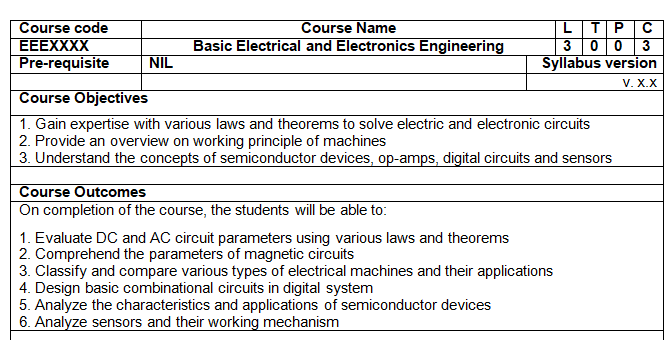 Course code Course Name L T P C
EEEXXXX Basic Electrical and Electronics Engineering 3 0 0 3
Pre-requisite NIL Syllabus version
v. x.x
Course Objectives
1. Gain expertise with various laws and theorems to solve electric and electronic circuits
2. Provide an overview on working principle of machines
3. Understand the concepts of semiconductor devices, op-amps, digital circuits and sensors
Course Outcomes
On completion of the course, the students will be able to:
1. Evaluate DC and AC circuit parameters using various laws and theorems
2. Comprehend the parameters of magnetic circuits
3. Classify and compare various types of electrical machines and their applications
4. Design basic combinational circuits in digital system
5. Analyze the characteristics and applications of semiconductor devices
6. Analyze sensors and their working mechanism